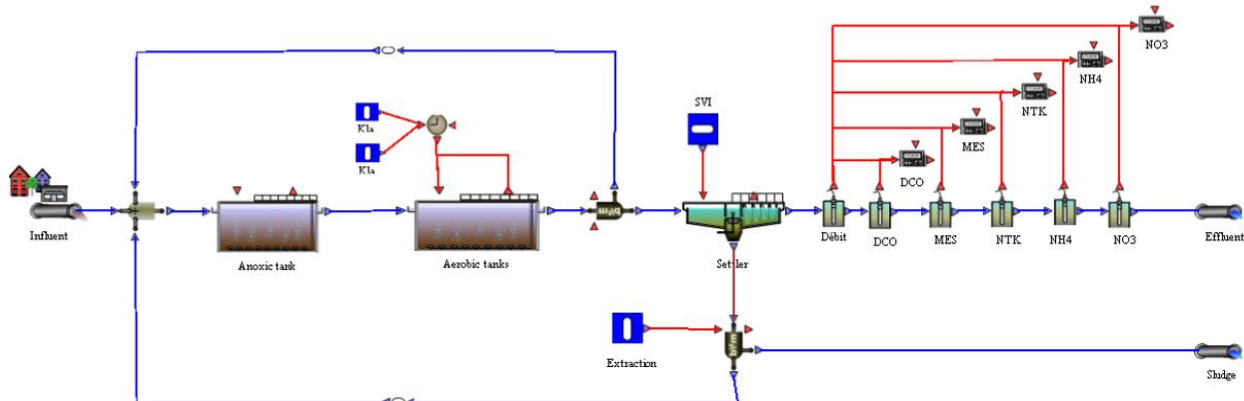 NO3
NH4
NTK
MES
DCO
SVI
Kla
Kla
Influent
Anoxic tank
Aerobic tanks
Settler
Débit
DCO
MES
NTK
NH4
NO3
Effluent
Extraction
Sludge